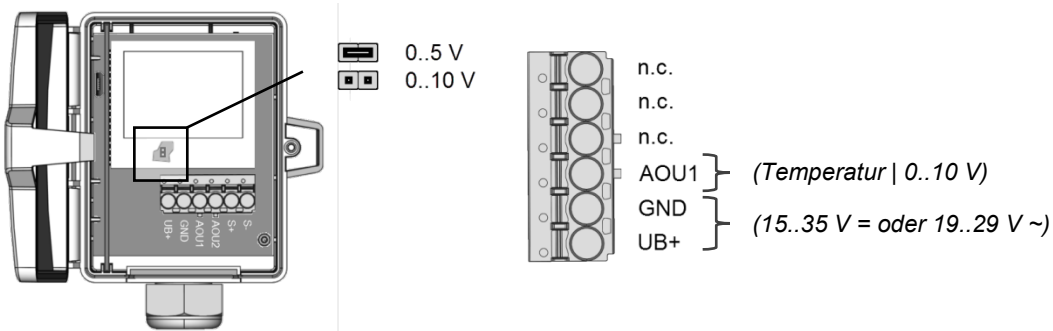 0..5 V
0..10 V
UB+
GND
AOU1
AOU2
S+
S-
n.c.
n.c.
n.c.
AOU1 (Temperatur | 0..10 V)
GND
UB+
(15..35 V = oder 19..29 V ~)